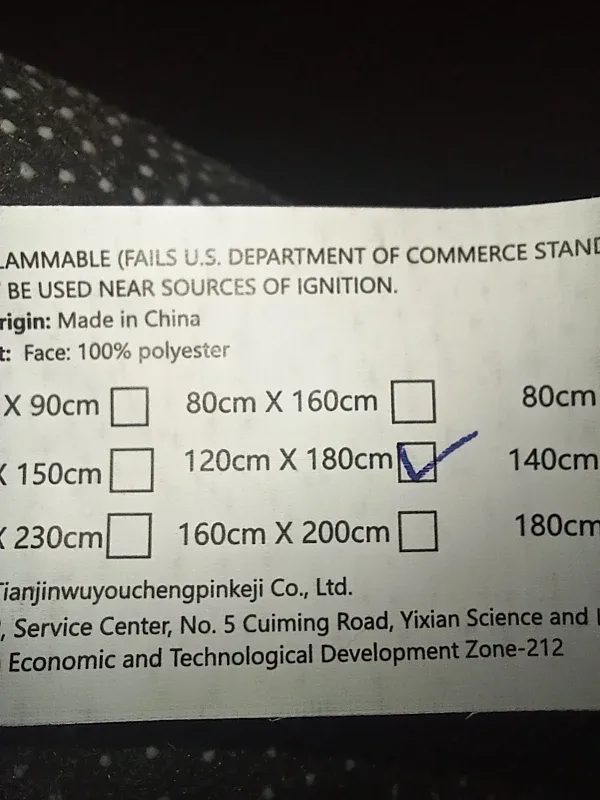 LAMMABLE (FAILS U.S. DEPARTMENT OF COMMERCE STAND
BE USED NEAR SOURCES OF IGNITION.
rigin: Made in China
t: Face: 100% polyester
X 90cm 80cm X 160cm 80cm
X 150cm 120cm X 180cm 140cm
X 230cm 160cm X 200cm 180cm
Tianjinwuyouchengpinkeji Co., Ltd.
, Service Center, No. 5 Cuiming Road, Yixian Science and
Economic and Technological Development Zone-212